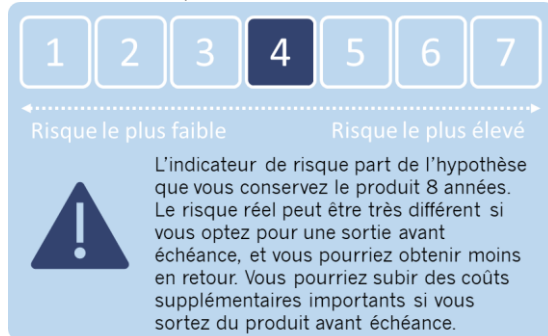 1 2 3 4 5 6 7
Risque le plus faible Risque le plus élevé
L'indicateur de risque part de l'hypothèse
que vous conservez le produit 8 années.
Le risque réel peut être très différent si
vous optez pour une sortie avant
échéance, et vous pourriez obtenir moins
en retour. Vous pourriez subir des coûts
supplémentaires importants si vous
sortez du produit avant échéance.